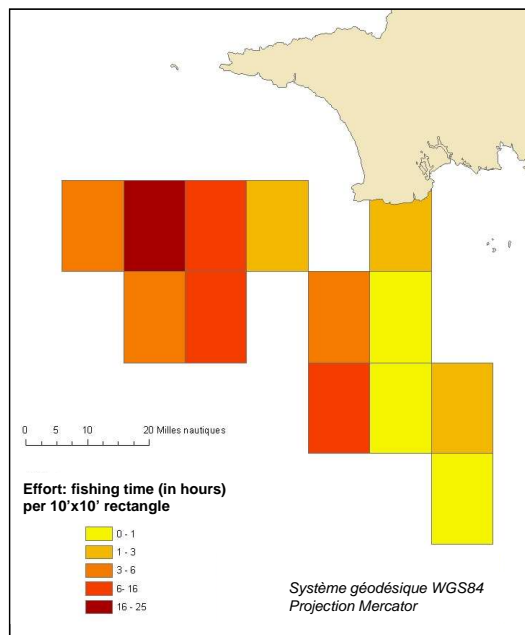 0 5 10 20 Milles nautiques
Effort: fishing time (in hours)
per 10'x10' rectangle
0 - 1
1 - 3
3 - 6
6- 16
16 - 25
Système géodésique WGS84
Projection Mercator